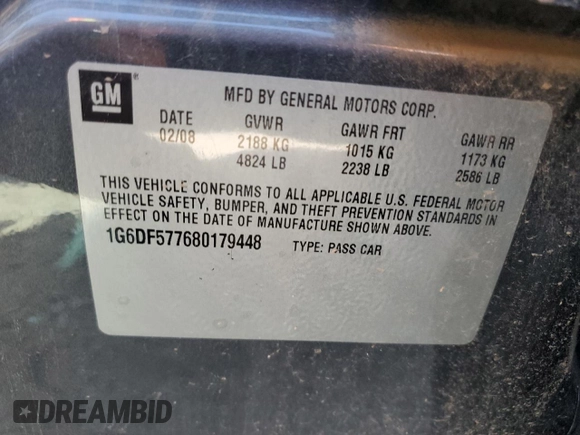 GM
MFD BY GENERAL MOTORS CORP.
DATE GVWR GAWR FRT GAWR RR
02/08 2188 KG 1015 KG 1173 KG
4824 LB 2238 LB 2586 LB
THIS VEHICLE CONFORMS TO ALL APPLICABLE U.S. FEDERAL MOTOR
VEHICLE SAFETY, BUMPER, AND THEFT PREVENTION STANDARDS IN
EFFECT ON THE DATE OF MANUFACTURE SHOWN ABOVE.
1G6DF577680179448 TYPE: PASS CAR
DREAMBID